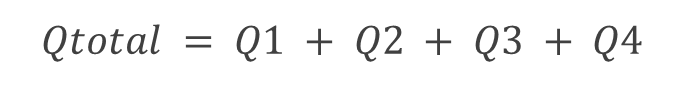 Qtotal = Q1 + Q2 + Q3 + Q4